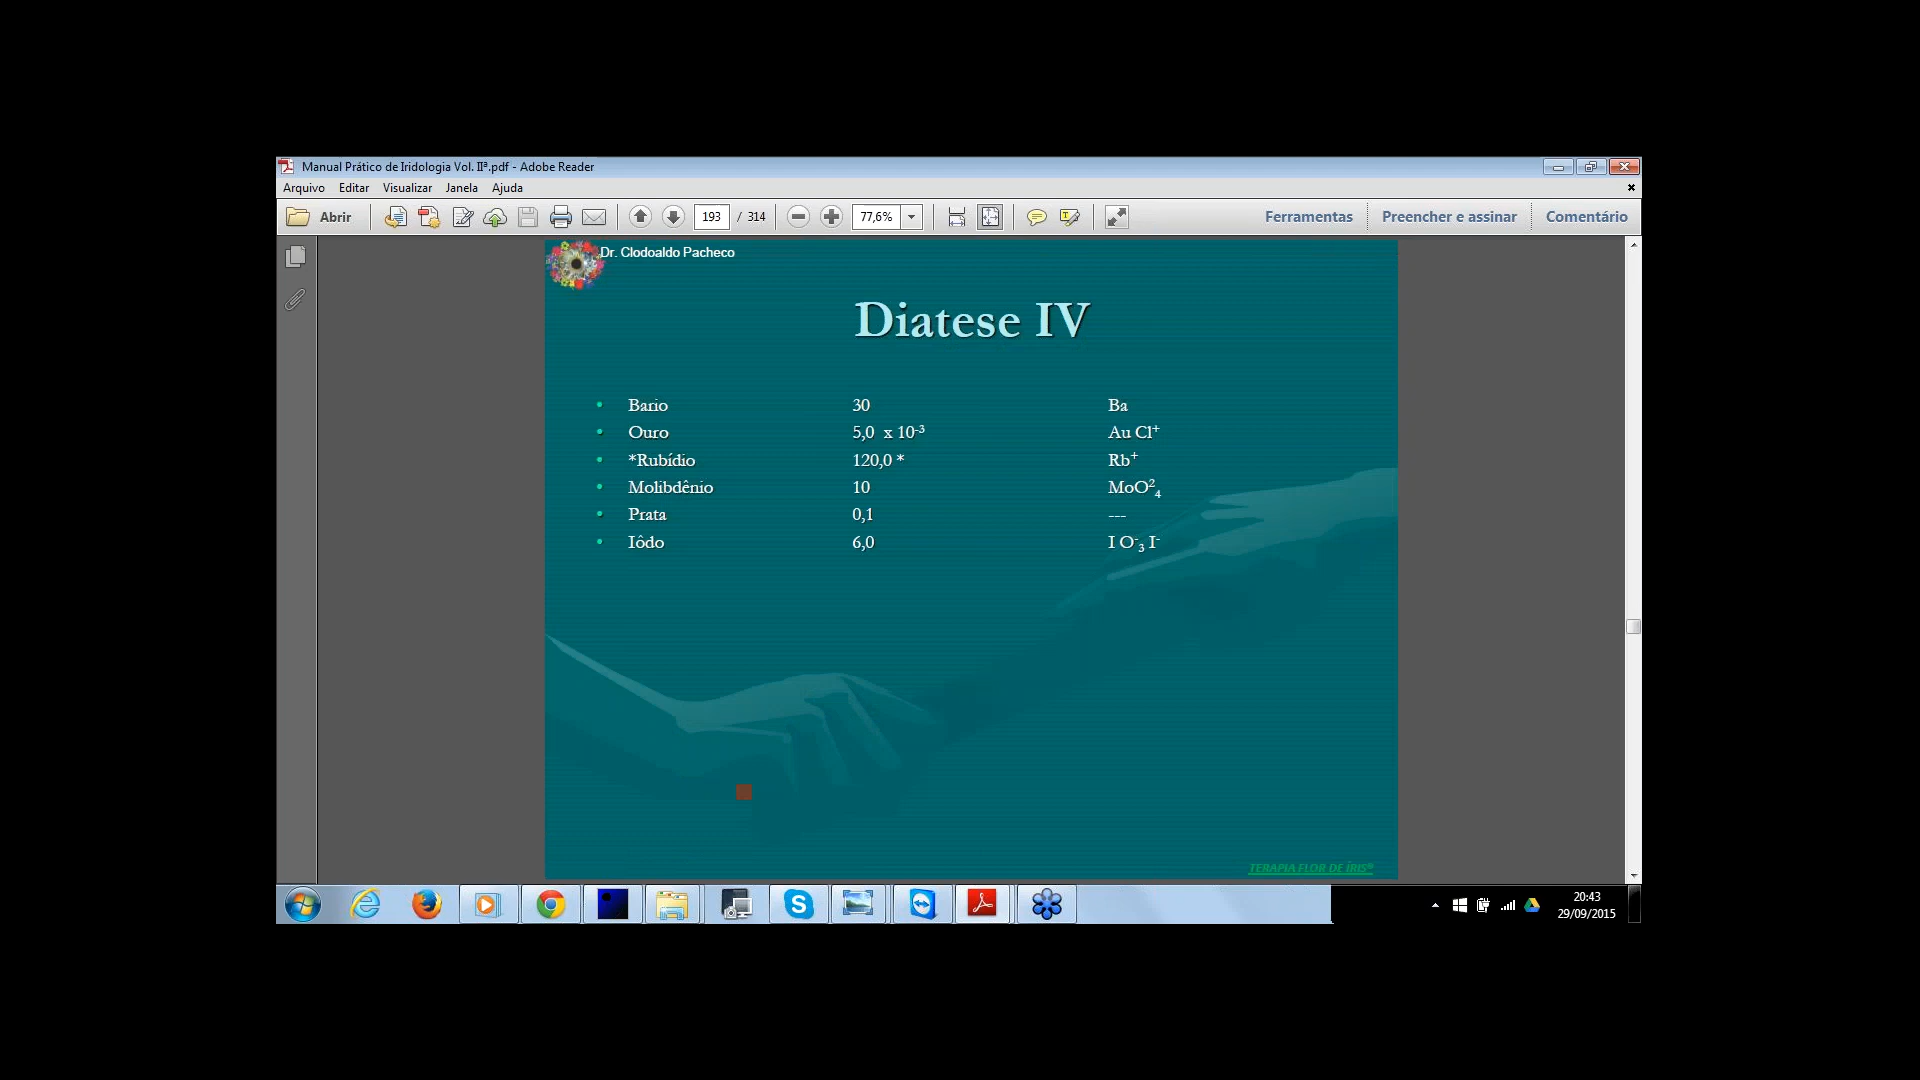 Manual Prático de Iridologia Vol. IIª.pdf - Adobe Reader
Arquivo Editar Visualizar Janela Ajuda
Abrir 193 / 314 77,6% Ferramentas Preencher e assinar Comentário
Dr. Clodoaldo Pacheco
Diatese IV
• Bario 30 Ba
• Ouro 5,0 x 10⁻³ Au Cl⁺
• *Rubídio 120,0 * Rb⁺
• Molibdênio 10 MoO²₄
• Prata 0,1 ---
• Iôdo 6,0 I O⁻₃ I⁻
TERAPIA FLOR DE ÍRIS®
20:43
29/09/2015